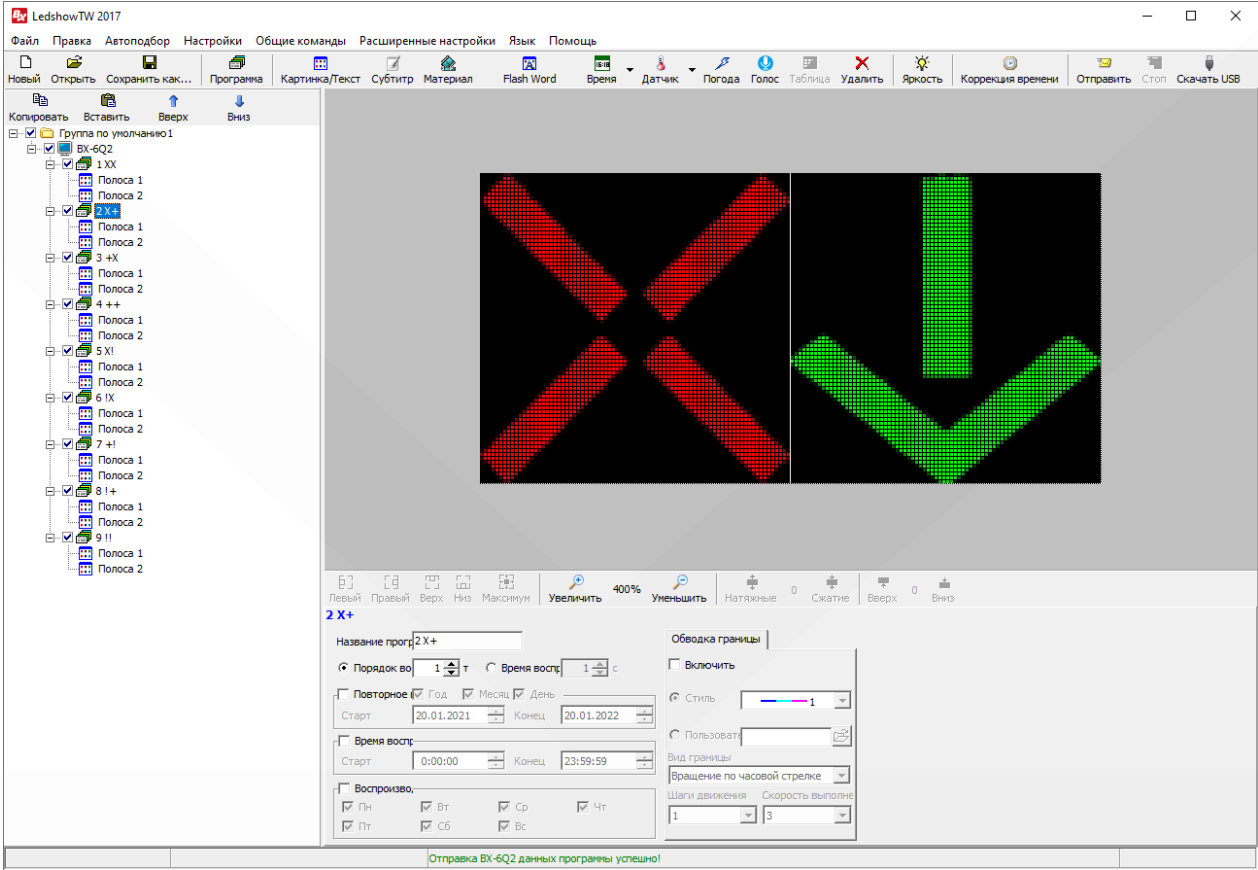 LedshowTW 2017
Файл Правка Автоподбор Настройки Общие команды Расширенные настройки Язык Помощь
Новый Открыть Сохранить как... Программа Картинка/Текст Субтитр Материал Flash Word Время Датчик Погода Голос Таблица Удалить Яркость Коррекция времени Отправить Стоп Скачать USB
Копировать Вставить Вверх Вниз
Группа по умолчанию1
BX-6Q2
1 XX
Полоса 1
Полоса 2
2 X+
Полоса 1
Полоса 2
3 +X
Полоса 1
Полоса 2
4 ++
Полоса 1
Полоса 2
5 X!
Полоса 1
Полоса 2
6 !X
Полоса 1
Полоса 2
7 +!
Полоса 1
Полоса 2
8 !+
Полоса 1
Полоса 2
9 !!
Полоса 1
Полоса 2
Левый Правый Верх Низ Максимум Увеличить 400% Уменьшить Натяжные 0 Сжатие Вверх 0 Вниз
2 X+
Название прогр 2 X+
Порядок во 1 т Время воспр 1 с
Повторное в Год Месяц День
Старт 20.01.2021 Конец 20.01.2022
Время воспр
Старт 0:00:00 Конец 23:59:59
Воспроизво,
Пн Вт Ср Чт
Пт Сб Вс
Обводка границы
Включить
Стиль 1
Пользовате
Вид границы
Вращение по часовой стрелке
Шаги движения Скорость выполне
1 3
Отправка BX-6Q2 данных программы успешно!